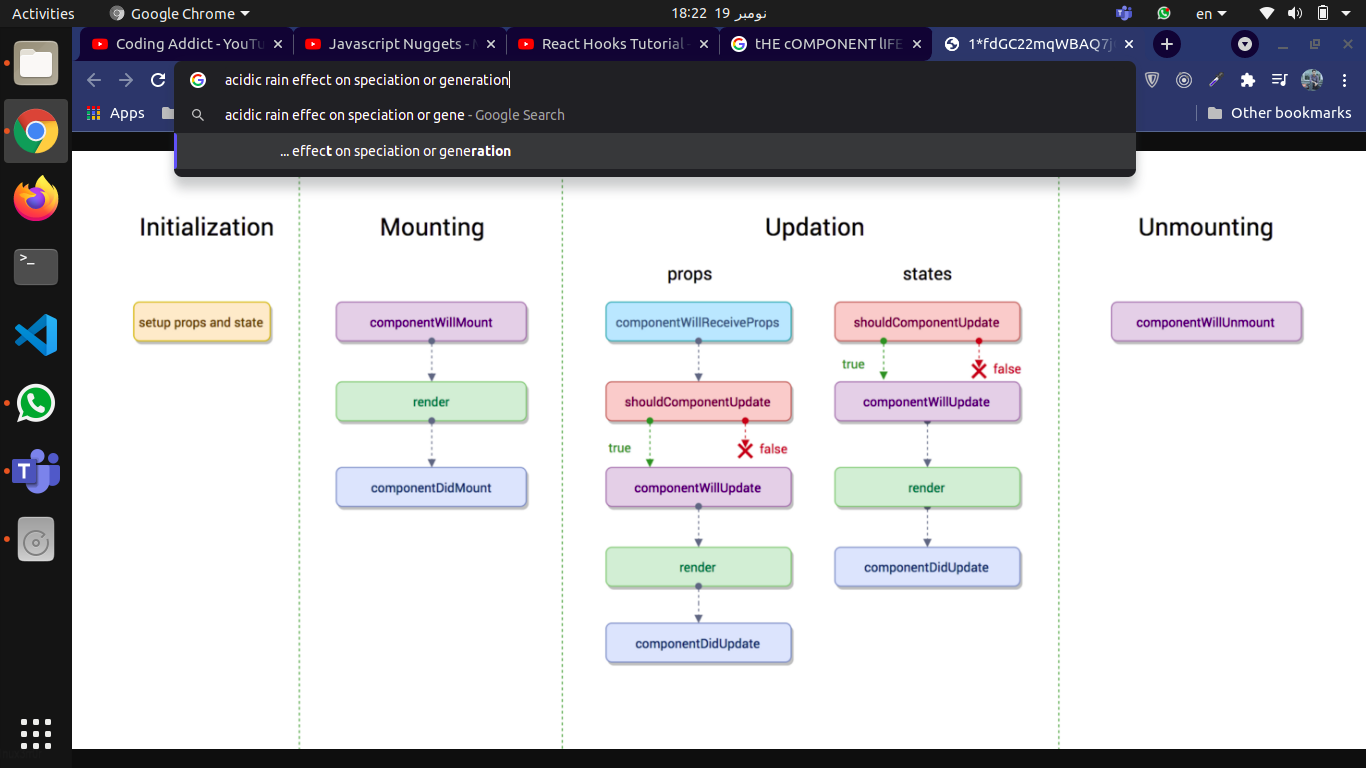 Activities
Google Chrome
18:22 19 نومبر
en
Coding Addict - YouTu
Javascript Nuggets -
React Hooks Tutorial -
tHE cOMPONENT lIFE
1*fdGC22mqWBAQ7j
acidic rain effect on speciation or generation
Apps
acidic rain effec on speciation or gene - Google Search
Other bookmarks
... effect on speciation or generation
Initialization
Mounting
Updation
Unmounting
props
states
setup props and state
componentWillMount
componentWillReceiveProps
shouldComponentUpdate
componentWillUnmount
true
false
render
shouldComponentUpdate
componentWillUpdate
true
false
componentDidMount
componentWillUpdate
render
render
componentDidUpdate
componentDidUpdate